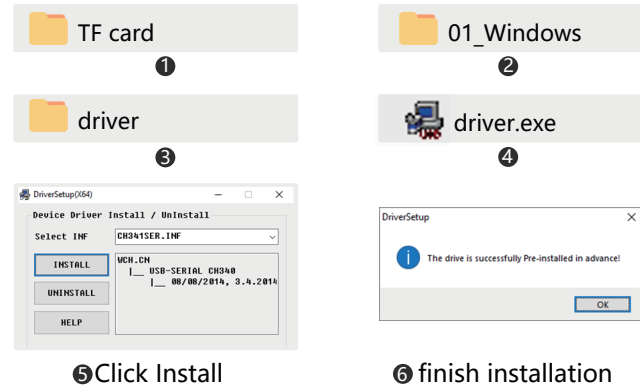 TF card
01_Windows
❶
❷
driver
driver.exe
❸
❹
DriverSetup(X64)
Device Driver Install / UnInstall
Select INF
CH341SER.INF
INSTALL
UNINSTALL
HELP
WCH.CN
|__ USB-SERIAL CH340
|__ 08/08/2014, 3.4.2014
DriverSetup
The drive is successfully Pre-installed in advance!
OK
❺Click Install
❻ finish installation